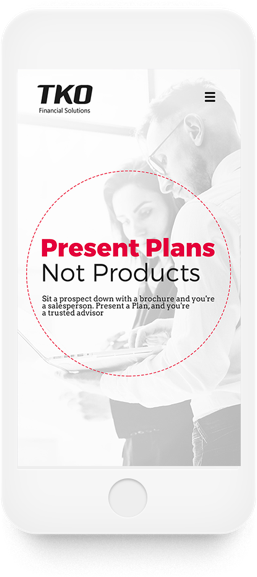 TKO
Financial Solutions
Present Plans
Not Products
Sit a prospect down with a brochure and you're
a salesperson. Present a Plan, and you're
a trusted advisor